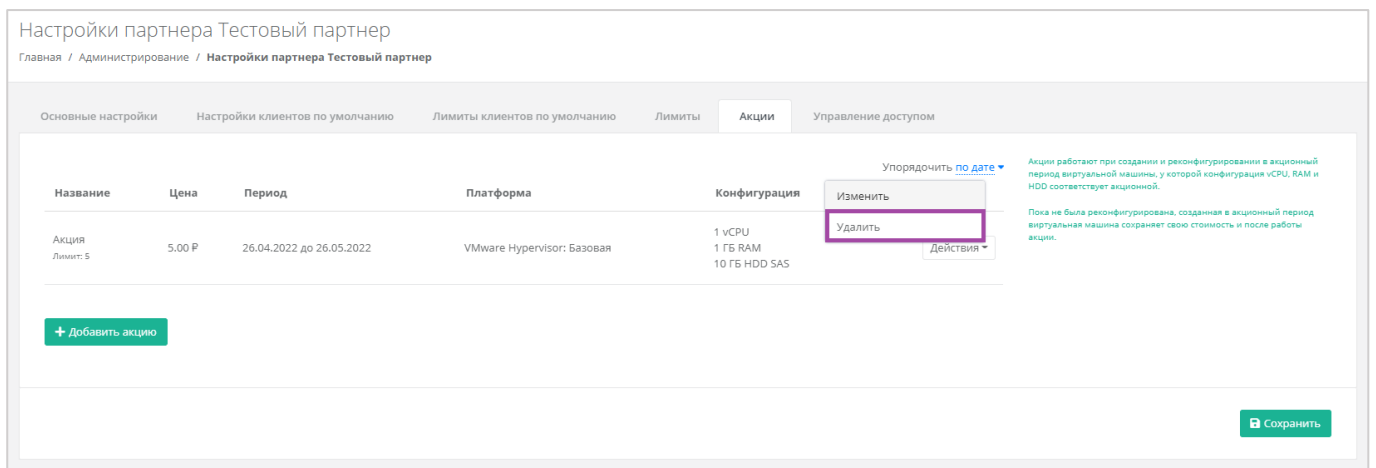 Настройки партнера Тестовый партнер
Главная / Администрирование / Настройки партнера Тестовый партнер
Основные настройки Настройки клиентов по умолчанию Лимиты клиентов по умолчанию Лимиты Акции Управление доступом
Упорядочить по дате
Название Цена Период Платформа Конфигурация
Изменить
Удалить
Акция
Лимит: 5
5.00 ₽
26.04.2022 до 26.05.2022
VMware Hypervisor: Базовая
1 vCPU
1 ГБ RAM
10 ГБ HDD SAS
Действия
Акции работают при создании и реконфигурировании в акционный
период виртуальной машины, у которой конфигурация vCPU, RAM и
HDD соответствует акционной.
Пока не была реконфигурирована, созданная в акционный период
виртуальная машина сохраняет свою стоимость и после работы
акции.
+ Добавить акцию
Сохранить